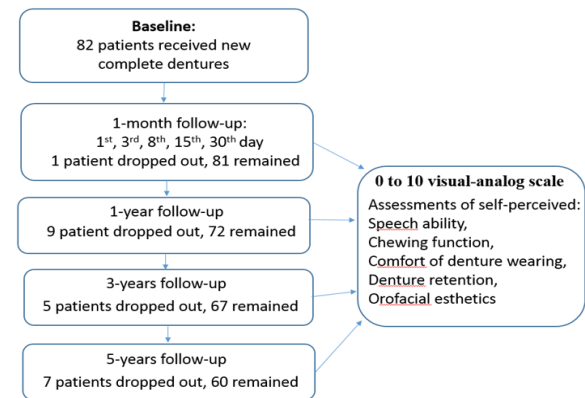 Baseline:
82 patients received new
complete dentures
1-month follow-up:
1st, 3rd, 8th, 15th, 30th day
1 patient dropped out, 81 remained
1-year follow-up
9 patient dropped out, 72 remained
3-years follow-up
5 patients dropped out, 67 remained
5-years follow-up
7 patients dropped out, 60 remained
0 to 10 visual-analog scale
Assessments of self-perceived:
Speech ability,
Chewing function,
Comfort of denture wearing,
Denture retention,
Orofacial esthetics